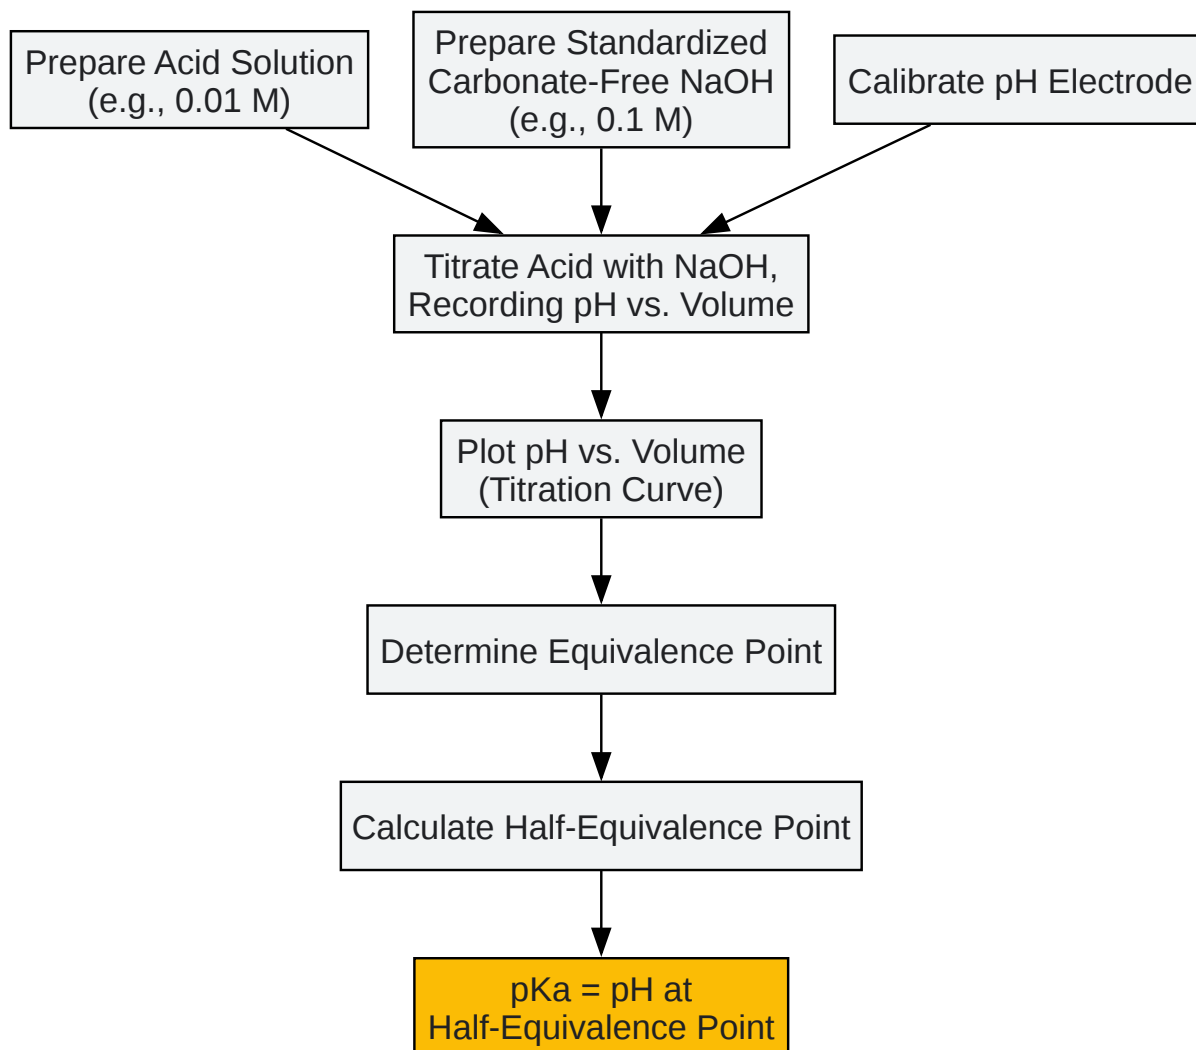 Prepare Acid Solution
(e.g., 0.01 M)
Prepare Standardized
Carbonate-Free NaOH
(e.g., 0.1 M)
Calibrate pH Electrode
Titrate Acid with NaOH,
Recording pH vs. Volume
Plot pH vs. Volume
(Titration Curve)
Determine Equivalence Point
Calculate Half-Equivalence Point
pKa = pH at
Half-Equivalence Point